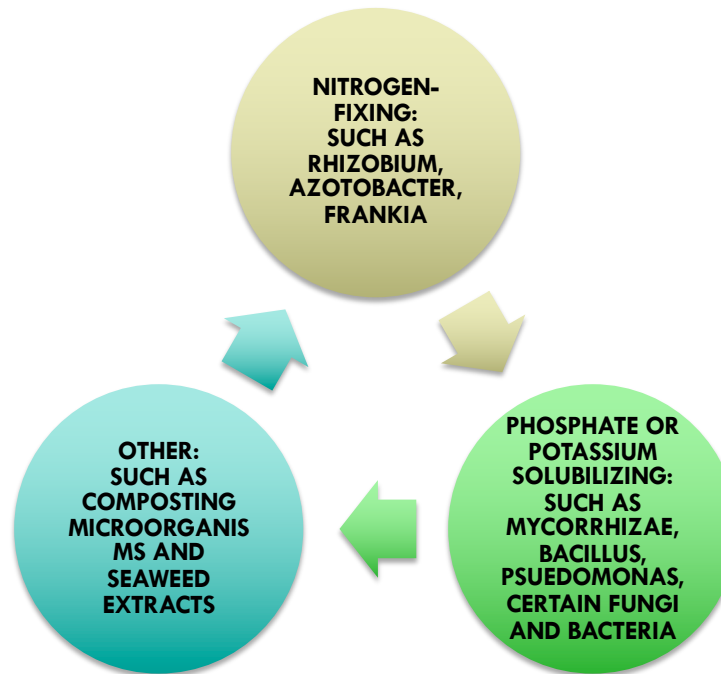 NITROGEN-
FIXING:
SUCH AS
RHIZOBIUM,
AZOTOBACTER,
FRANKIA
PHOSPHATE OR
POTASSIUM
SOLUBILIZING:
SUCH AS
MYCORRHIZAE,
BACILLUS,
PSUEDOMONAS,
CERTAIN FUNGI
AND BACTERIA
OTHER:
SUCH AS
COMPOSTING
MICROORGANIS
MS AND
SEAWEED
EXTRACTS